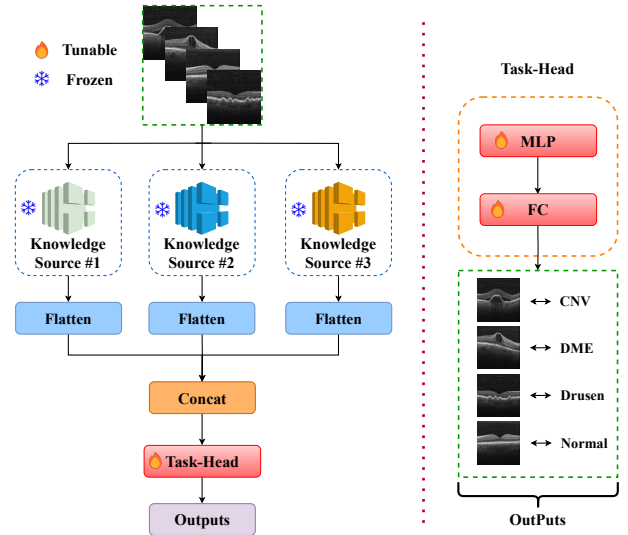 Tunable
Frozen
Knowledge
Source #1
Knowledge
Source #2
Knowledge
Source #3
Flatten
Flatten
Flatten
Concat
Task-Head
Outputs
Task-Head
MLP
FC
CNV
DME
Drusen
Normal
OutPuts